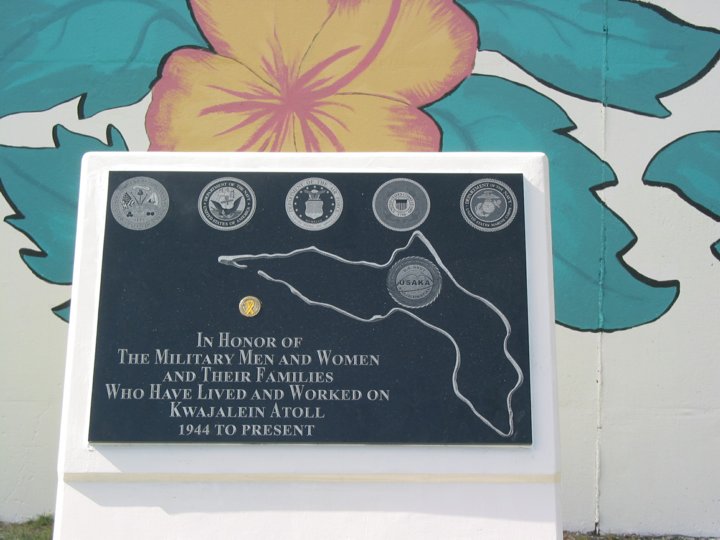 USAKA
IN HONOR OF
THE MILITARY MEN AND WOMEN
AND THEIR FAMILIES
WHO HAVE LIVED AND WORKED ON
KWAJALEIN ATOLL
1944 TO PRESENT